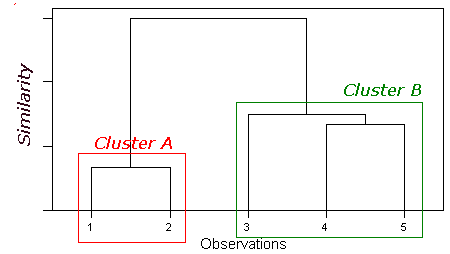 Similarity
Cluster B
Cluster A
1 2 3 4 5
Observations